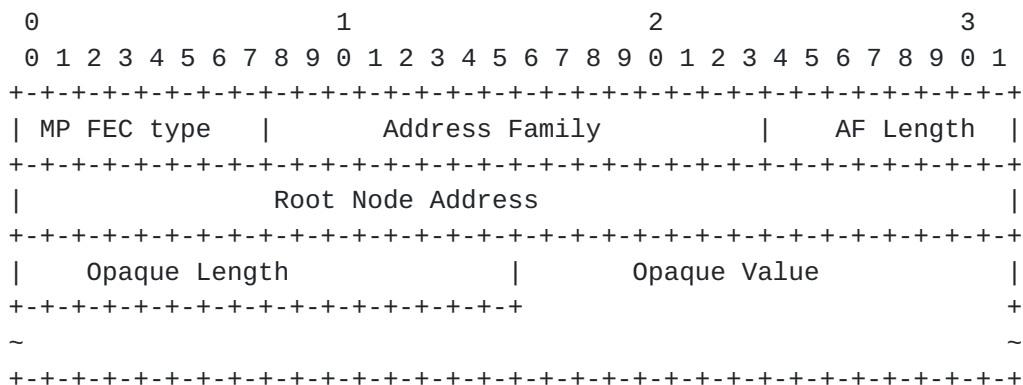 0                   1                   2                   3
 0 1 2 3 4 5 6 7 8 9 0 1 2 3 4 5 6 7 8 9 0 1 2 3 4 5 6 7 8 9 0 1
+-+-+-+-+-+-+-+-+-+-+-+-+-+-+-+-+-+-+-+-+-+-+-+-+-+-+-+-+-+-+-+-+
| MP FEC type   |       Address Family          |    AF Length  |
+-+-+-+-+-+-+-+-+-+-+-+-+-+-+-+-+-+-+-+-+-+-+-+-+-+-+-+-+-+-+-+-+
|                Root Node Address                              |
+-+-+-+-+-+-+-+-+-+-+-+-+-+-+-+-+-+-+-+-+-+-+-+-+-+-+-+-+-+-+-+-+
|    Opaque Length              |       Opaque Value            |
+-+-+-+-+-+-+-+-+-+-+-+-+-+-+-+-+                               +
~                                                               ~
+-+-+-+-+-+-+-+-+-+-+-+-+-+-+-+-+-+-+-+-+-+-+-+-+-+-+-+-+-+-+-+-+